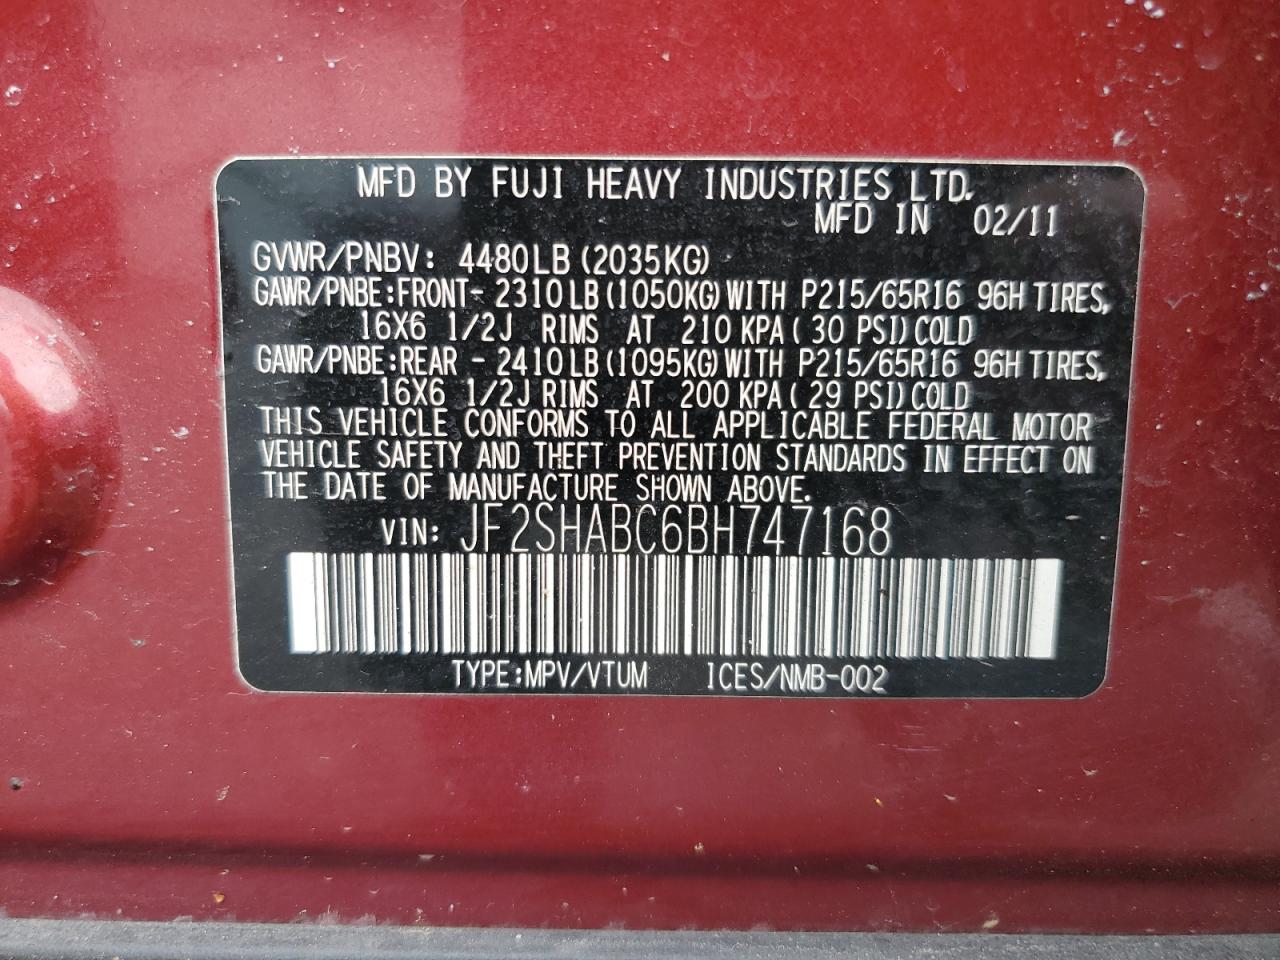 MFD BY FUJI HEAVY INDUSTRIES LTD.
MFD IN 02/11
GVWR/PNBV: 4480LB (2035KG)
GAWR/PNBE:FRONT- 2310 LB (1050KG) WITH P215/65R16 96H TIRES,
16X6 1/2J RIMS AT 210 KPA ( 30 PSI) COLD
GAWR/PNBE:REAR - 2410 LB (1095KG) WITH P215/65R16 96H TIRES,
16X6 1/2J RIMS AT 200 KPA ( 29 PSI) COLD
THIS VEHICLE CONFORMS TO ALL APPLICABLE FEDERAL MOTOR
VEHICLE SAFETY AND THEFT PREVENTION STANDARDS IN EFFECT ON
THE DATE OF MANUFACTURE SHOWN ABOVE.
VIN: JF2SHABC6BH747168
TYPE:MPV/VTUM ICES/NMB-002